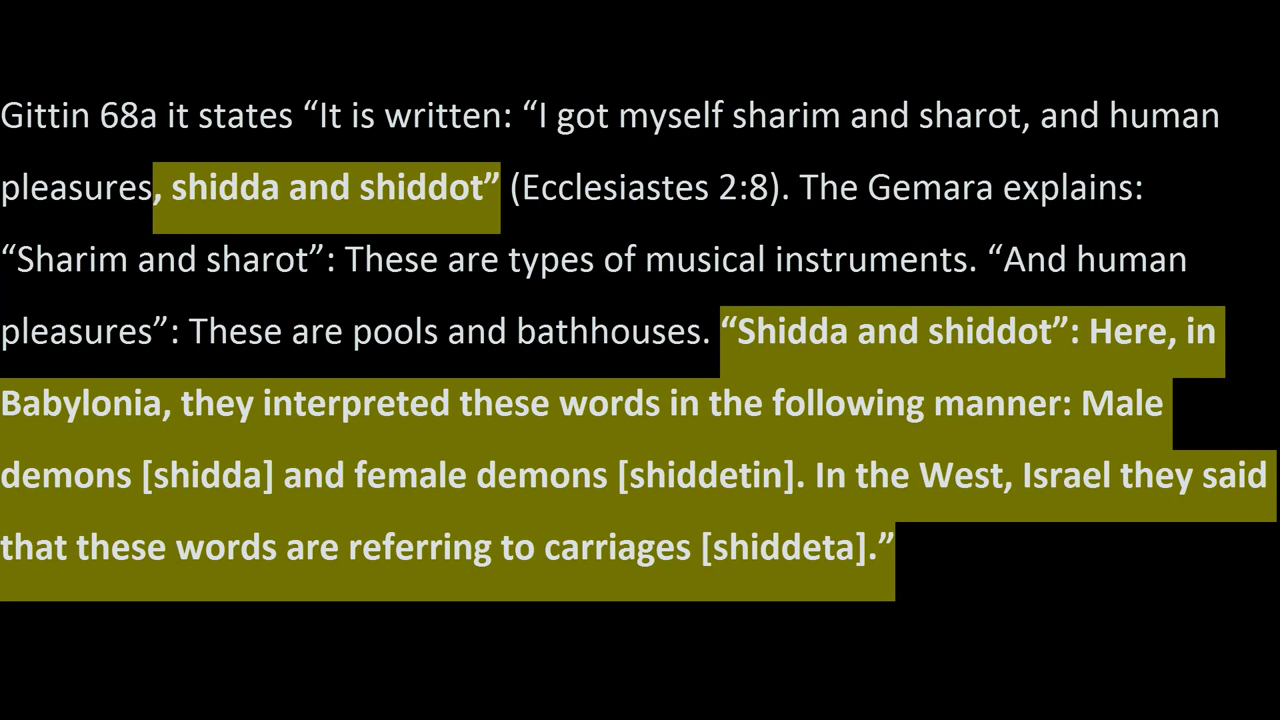 Gittin 68a it states “It is written: “I got myself sharim and sharot, and human
pleasures, shidda and shiddot” (Ecclesiastes 2:8). The Gemara explains:
“Sharim and sharot”: These are types of musical instruments. “And human
pleasures”: These are pools and bathhouses. “Shidda and shiddot”: Here, in
Babylonia, they interpreted these words in the following manner: Male
demons [shidda] and female demons [shiddetin]. In the West, Israel they said
that these words are referring to carriages [shiddeta].”